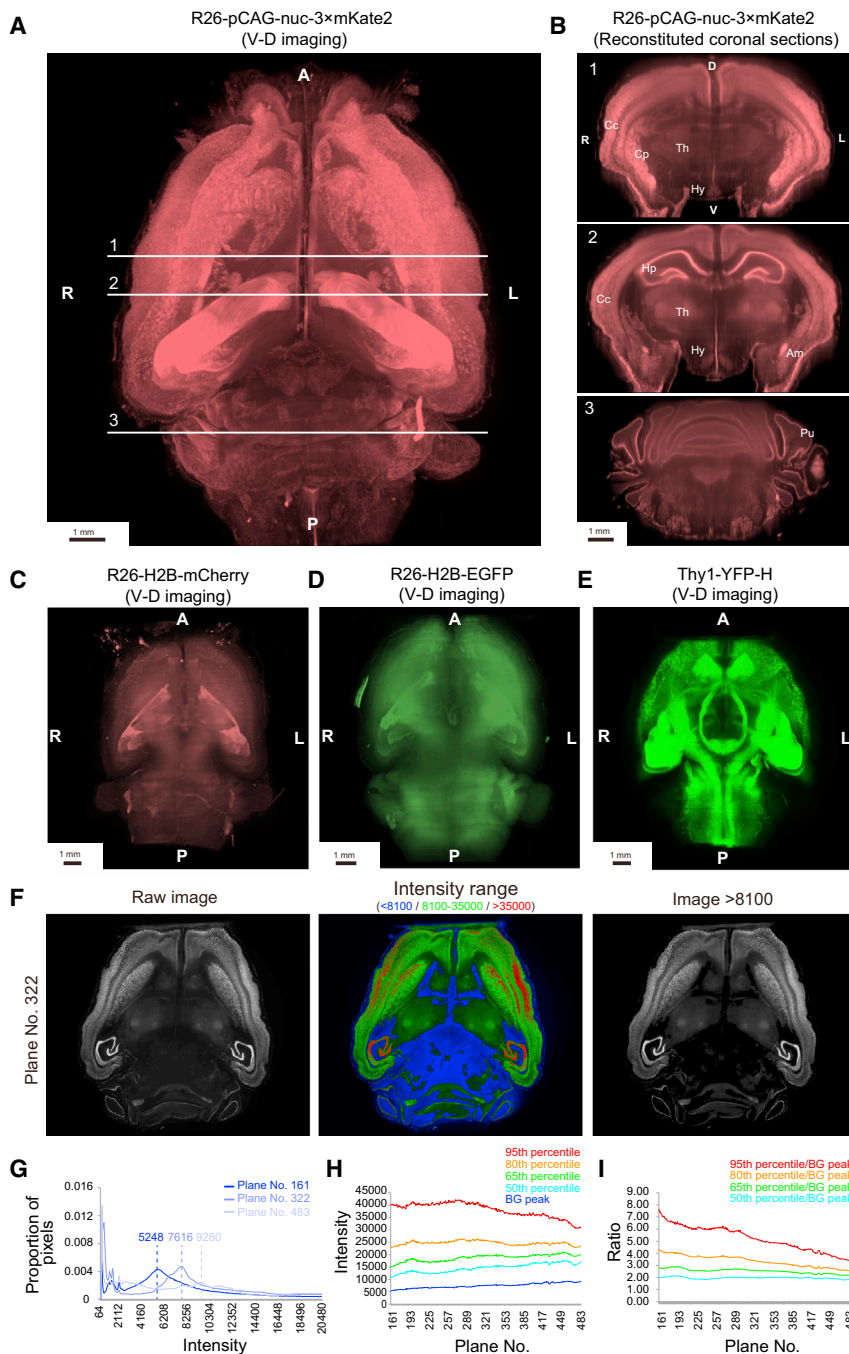 A
R26-pCAG-nuc-3×mKate2
(V-D imaging)
A
1
2
R
L
3
P
1 mm
B
R26-pCAG-nuc-3×mKate2
(Reconstituted coronal sections)
1
D
Cc
R
L
Cp
Th
Hy
V
2
Hp
Cc
Th
Hy
Am
3
Pu
1 mm
C
R26-H2B-mCherry
(V-D imaging)
A
R
L
P
1 mm
D
R26-H2B-EGFP
(V-D imaging)
1 mm
E
Thy1-YFP-H
(V-D imaging)
A
R
L
P
1 mm
F
Raw image
Intensity range
(<8100 / 8100-35000 / >35000)
Image >8100
Plane No. 322
G
Proportion of
pixels
0.016
0.012
0.008
0.004
0
Plane No. 161
Plane No. 322
Plane No. 483
5248
7616
9280
64
2112
4160
6208
8256
10304
12352
14400
16448
18496
20480
Intensity
H
95th percentile
80th percentile
65th percentile
50th percentile
BG peak
Intensity
45000
40000
35000
30000
25000
20000
15000
10000
5000
0
161
193
225
257
289
321
353
385
417
449
483
Plane No.
I
95th percentile/BG peak
80th percentile/BG peak
65th percentile/BG peak
50th percentile/BG peak
Ratio
9.00
8.00
7.00
6.00
5.00
4.00
3.00
2.00
1.00
0.00
161
193
225
257
289
321
353
385
417
449
Plane No.